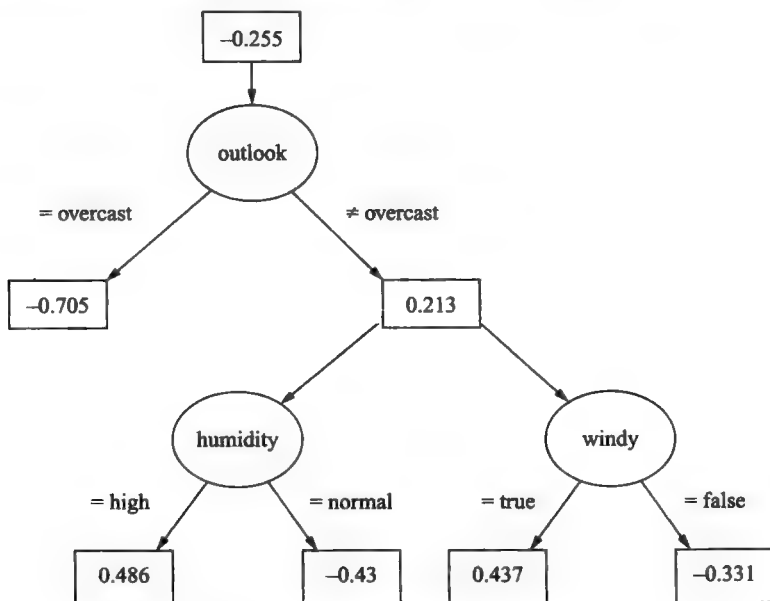 –0.255
outlook
= overcast
≠ overcast
–0.705
0.213
humidity
windy
= high
= normal
= true
= false
0.486
–0.43
0.437
–0.331